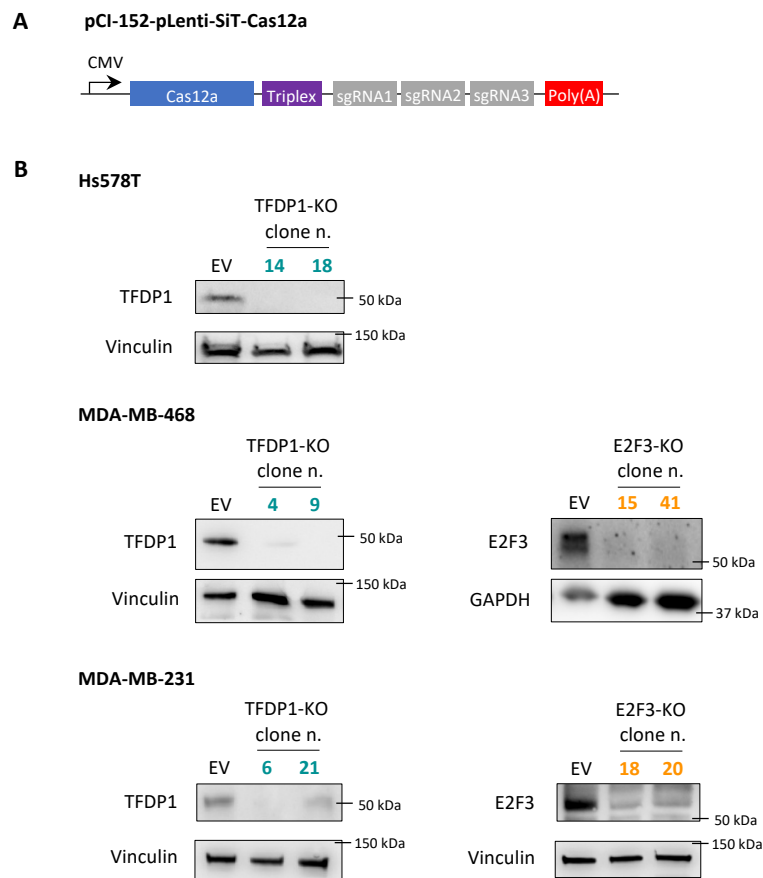 A pCI-152-pLenti-SiT-Cas12a
CMV
Cas12a Triplex sgRNA1 sgRNA2 sgRNA3 Poly(A)
B
Hs578T
TFDP1-KO
clone n.
EV 14 18
TFDP1 50 kDa
150 kDa
Vinculin
MDA-MB-468
TFDP1-KO
clone n.
EV 4 9
TFDP1 50 kDa
150 kDa
Vinculin
E2F3-KO
clone n.
EV 15 41
E2F3
50 kDa
GAPDH
37 kDa
MDA-MB-231
TFDP1-KO
clone n.
EV 6 21
TFDP1 50 kDa
150 kDa
Vinculin
E2F3-KO
clone n.
EV 18 20
E2F3
50 kDa
150 kDa
Vinculin